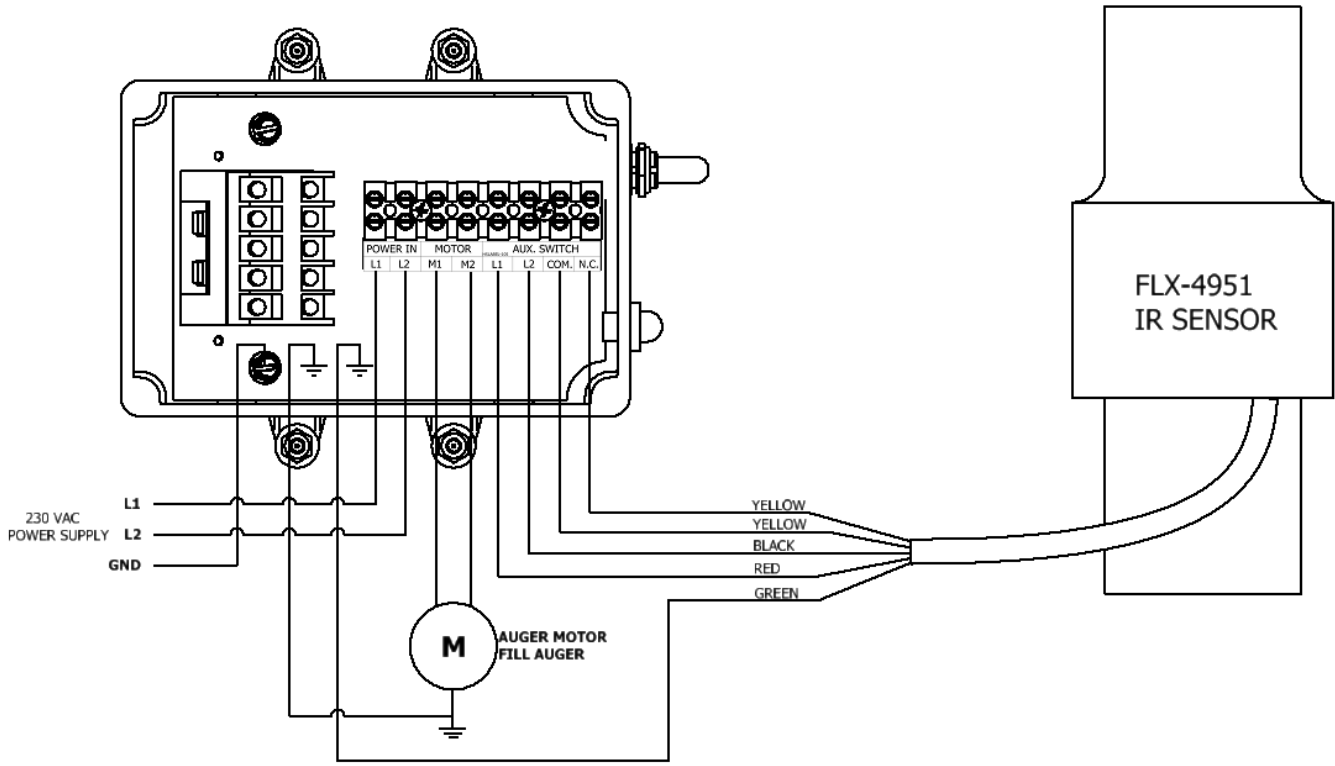 POWER IN MOTOR AUX. SWITCH
L1 L2 M1 M2 L1 L2 COM. N.C.
FLX-4951
IR SENSOR
230 VAC
POWER SUPPLY
L1
L2
GND
YELLOW
YELLOW
BLACK
RED
GREEN
M
AUGER MOTOR
FILL AUGER